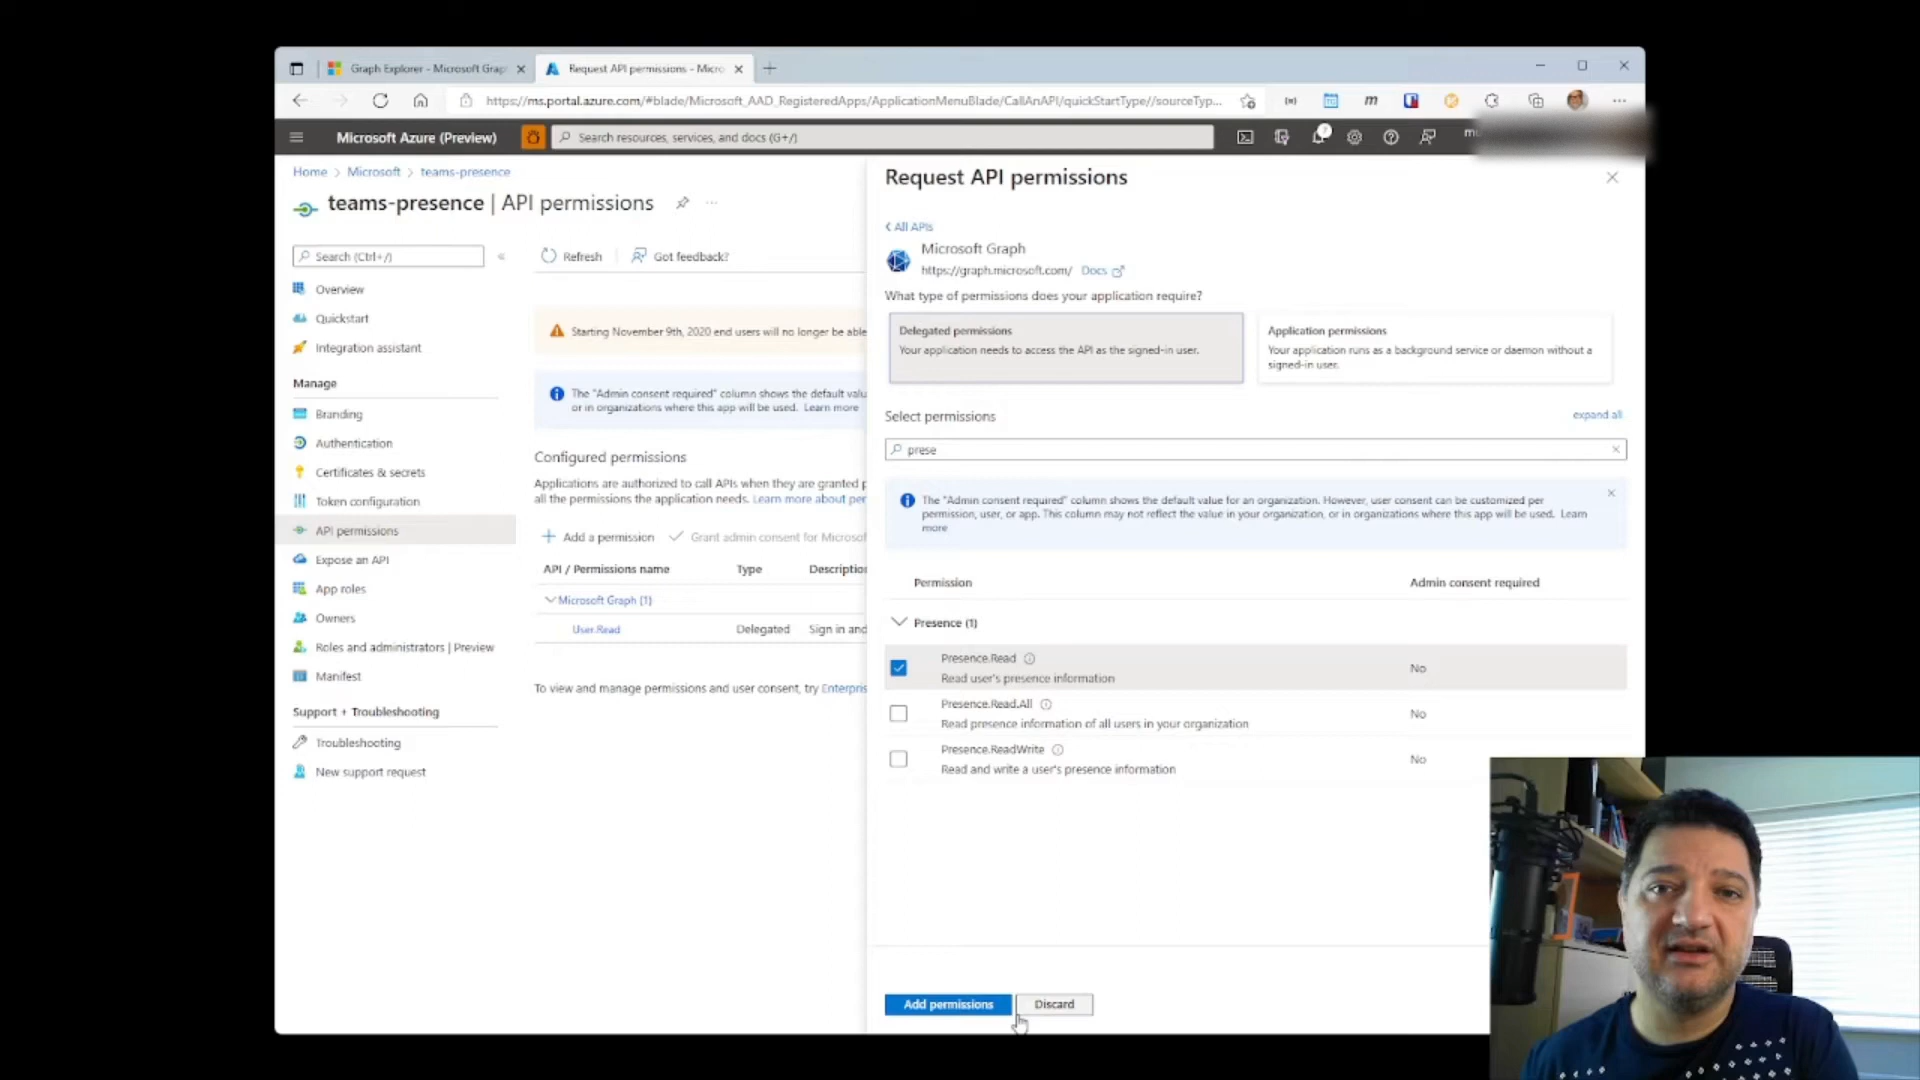 Graph Explorer - Microsoft Grap
Request API permissions - Micro
https://ms.portal.azure.com/#blade/Microsoft_AAD_RegisteredApps/ApplicationMenuBlade/CallAnAPI/quickStartType//sourceTyp...
Microsoft Azure (Preview)
Search resources, services, and docs (G+/)
Home > Microsoft > teams-presence
teams-presence | API permissions
Search (Ctrl+/)
Overview
Quickstart
Integration assistant
Manage
Branding
Authentication
Certificates & secrets
Token configuration
API permissions
Expose an API
App roles
Owners
Roles and administrators | Preview
Manifest
Support + Troubleshooting
Troubleshooting
New support request
Refresh
Got feedback?
Starting November 9th, 2020 end users will no longer be able
The "Admin consent required" column shows the default valu
or in organizations where this app will be used. Learn more
Configured permissions
Applications are authorized to call APIs when they are granted p
all the permissions the application needs. Learn more about per
Add a permission
Grant admin consent for Microsof
API / Permissions name Type Description
Microsoft Graph (1)
User.Read Delegated Sign in and
To view and manage permissions and user consent, try Enterpris
Request API permissions
All APIs
Microsoft Graph
https://graph.microsoft.com/ Docs
What type of permissions does your application require?
Delegated permissions
Your application needs to access the API as the signed-in user.
Application permissions
Your application runs as a background service or daemon without a
signed-in user.
Select permissions
expand all
prese
The "Admin consent required" column shows the default value for an organization. However, user consent can be customized per
permission, user, or app. This column may not reflect the value in your organization, or in organizations where this app will be used. Learn
more
Permission Admin consent required
Presence (1)
Presence.Read
Read user's presence information
No
Presence.Read.All
Read presence information of all users in your organization
No
Presence.ReadWrite
Read and write a user's presence information
No
Add permissions
Discard